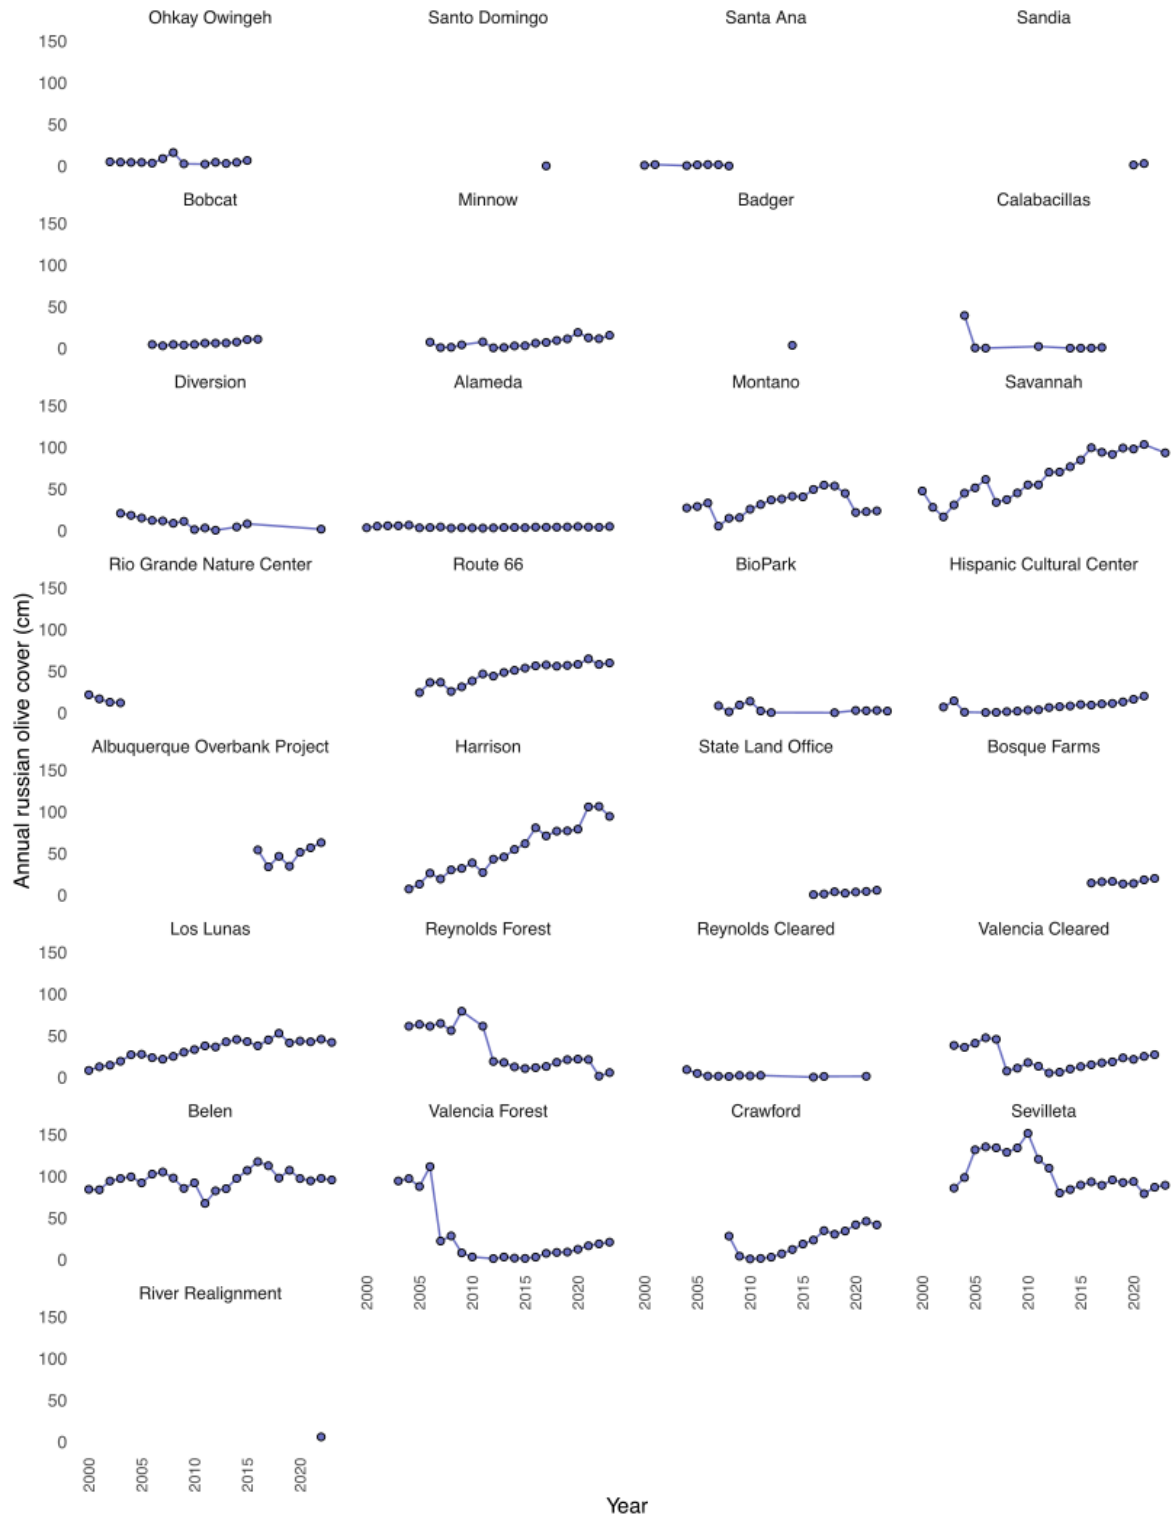 Ohkay Owingeh Santo Domingo Santa Ana Sandia
150
100
50
0
Bobcat Minnow Badger Calabacillas
150
100
50
0
Diversion Alameda Montano Savannah
150
100
50
0
Rio Grande Nature Center Route 66 BioPark Hispanic Cultural Center
150
100
50
0
Annual russian olive cover (cm)
Albuquerque Overbank Project Harrison State Land Office Bosque Farms
150
100
50
0
Los Lunas Reynolds Forest Reynolds Cleared Valencia Cleared
150
100
50
0
Belen Valencia Forest Crawford Sevilleta
150
100
50
0
2000 2005 2010 2015 2020 2000 2005 2010 2015 2020 2000 2005 2010 2015 2020
River Realignment
150
100
50
0
2000 2005 2010 2015 2020
Year